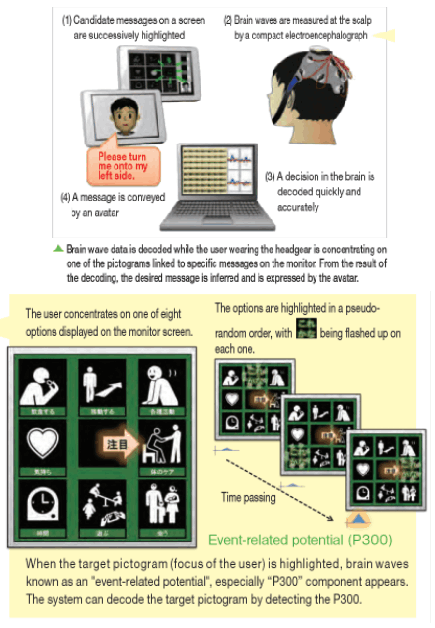 (1) Candidate messages on a screen
are successively highlighted
(2) Brain waves are measured at the scalp
by a compact electroencephalograph
Please turn
me onto my
left side.
(3) A decision in the brain is
decoded quickly and
accurately
(4) A message is conveyed
by an avatar
Brain wave data is decoded while the user wearing the headgear is concentrating on
one of the pictograms linked to specific messages on the monitor. From the result
of the decoding, the desired message is inferred and is expressed by the avatar.
The user concentrates on one of eight
options displayed on the monitor screen.
The options are highlighted in a pseudo-
random order, with being flashed up on
each one.
飲食する
移動する
各種活動
気持ち
注目
体のケア
時間
遊ぶ
会う
Time passing
Event-related potential (P300)
When the target pictogram (focus of the user) is highlighted, brain waves
known as an "event-related potential", especially “P300” component appears.
The system can decode the target pictogram by detecting the P300.